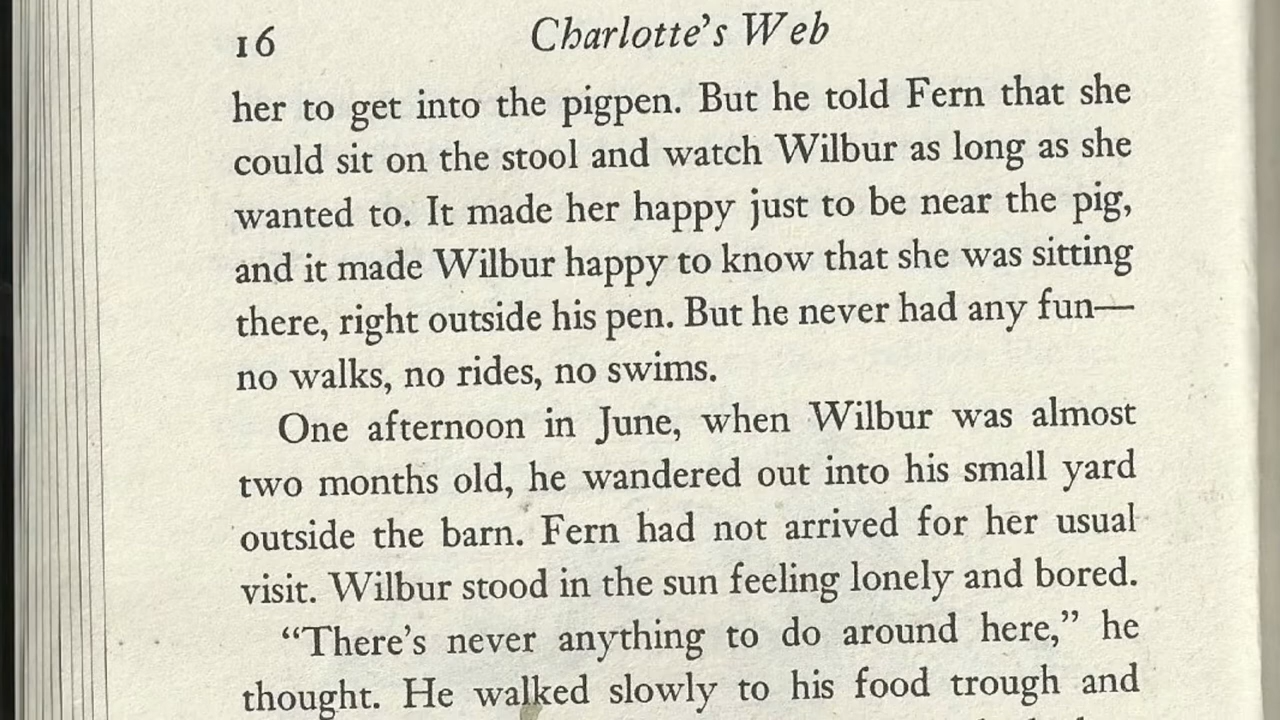 16 Charlotte's Web
her to get into the pigpen. But he told Fern that she
could sit on the stool and watch Wilbur as long as she
wanted to. It made her happy just to be near the pig,
and it made Wilbur happy to know that she was sitting
there, right outside his pen. But he never had any fun—
no walks, no rides, no swims.
One afternoon in June, when Wilbur was almost
two months old, he wandered out into his small yard
outside the barn. Fern had not arrived for her usual
visit. Wilbur stood in the sun feeling lonely and bored.
“There's never anything to do around here,” he
thought. He walked slowly to his food trough and